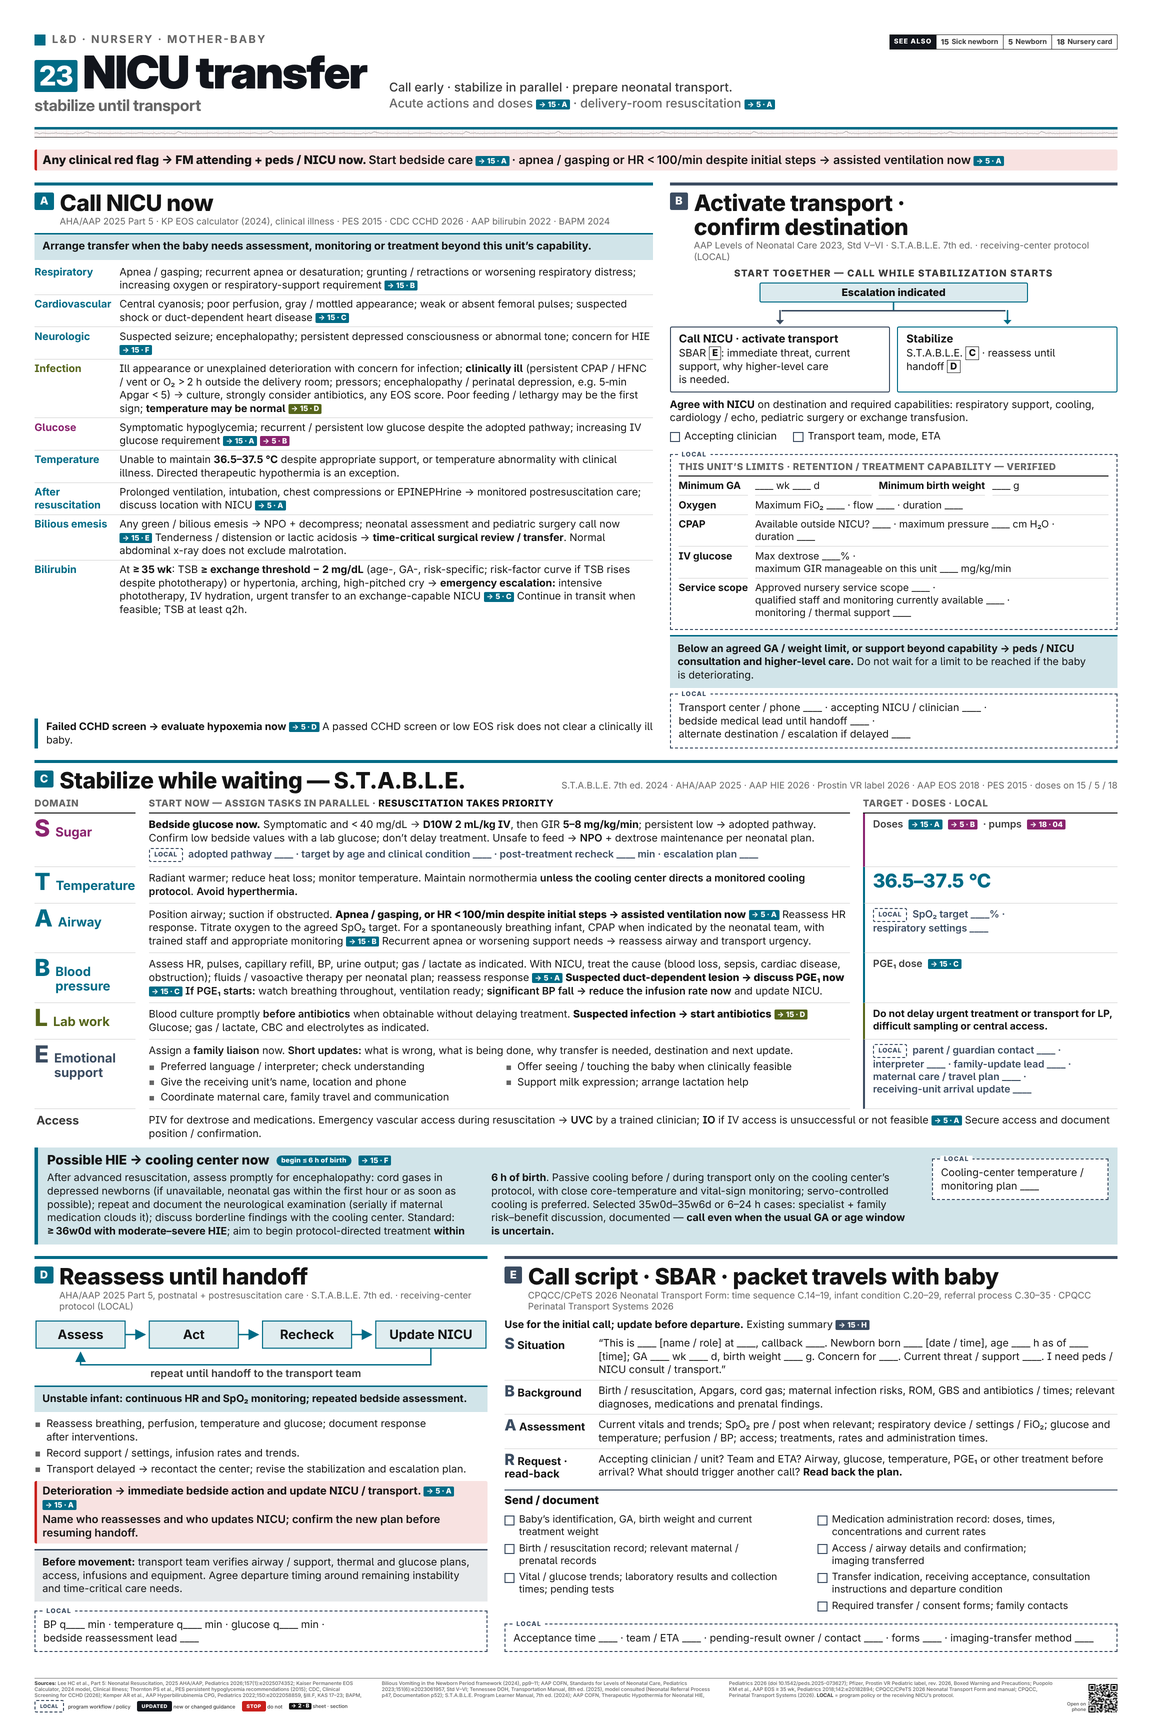 L&D · NURSERY · MOTHER-BABY
SEE ALSO 15 Sick newborn 5 Newborn 18 Nursery card
23 NICU transfer
stabilize until transport
Call early · stabilize in parallel · prepare neonatal transport.
Acute actions and doses → 15 · A · delivery-room resuscitation → 5 · A
Any clinical red flag → FM attending + peds / NICU now. Start bedside care → 15 · A · apnea / gasping or HR < 100/min despite initial steps → assisted ventilation now → 5 · A
A Call NICU now
AHA/AAP 2025 Part 5 · KP EOS calculator (2024), clinical illness · PES 2015 · CDC CCHD 2026 · AAP bilirubin 2022 · BAPM 2024
Arrange transfer when the baby needs assessment, monitoring or treatment beyond this unit's capability.
Respiratory Apnea / gasping; recurrent apnea or desaturation; grunting / retractions or worsening respiratory distress;
increasing oxygen or respiratory-support requirement → 15 · B
Cardiovascular Central cyanosis; poor perfusion, gray / mottled appearance; weak or absent femoral pulses; suspected
shock or duct-dependent heart disease → 15 · C
Neurologic Suspected seizure; encephalopathy; persistent depressed consciousness or abnormal tone; concern for HIE
→ 15 · F
Infection Ill appearance or unexplained deterioration with concern for infection; clinically ill (persistent CPAP / HFNC
/ vent or O₂ > 2 h outside the delivery room; pressors; encephalopathy / perinatal depression, e.g. 5-min
Apgar < 5) → culture, strongly consider antibiotics, any EOS score. Poor feeding / lethargy may be the first
sign; temperature may be normal → 15 · D
Glucose Symptomatic hypoglycemia; recurrent / persistent low glucose despite the adopted pathway; increasing IV
glucose requirement → 15 · A → 5 · B
Temperature Unable to maintain 36.5–37.5 °C despite appropriate support, or temperature abnormality with clinical
illness. Directed therapeutic hypothermia is an exception.
After resuscitation Prolonged ventilation, intubation, chest compressions or EPINEPHrine → monitored postresuscitation care;
discuss location with NICU → 5 · A
Bilious emesis Any green / bilious emesis → NPO + decompress; neonatal assessment and pediatric surgery call now
→ 15 · E Tenderness / distension or lactic acidosis → time-critical surgical review / transfer. Normal
abdominal x-ray does not exclude malrotation.
Bilirubin At ≥ 35 wk: TSB ≥ exchange threshold − 2 mg/dL (age-, GA-, risk-specific; risk-factor curve if TSB rises
despite phototherapy) or hypertonia, arching, high-pitched cry → emergency escalation: intensive
phototherapy, IV hydration, urgent transfer to an exchange-capable NICU → 5 · C Continue in transit when
feasible; TSB at least q2h.
Failed CCHD screen → evaluate hypoxemia now → 5 · D A passed CCHD screen or low EOS risk does not clear a clinically ill
baby.
B Activate transport ·
confirm destination
AAP Levels of Neonatal Care 2023, Std V–VI · S.T.A.B.L.E. 7th ed. · receiving-center protocol
(LOCAL)
START TOGETHER — CALL WHILE STABILIZATION STARTS
Escalation indicated
Call NICU · activate transport
SBAR E : immediate threat, current
support, why higher-level care
is needed.
Stabilize
S.T.A.B.L.E. C · reassess until
handoff D
Agree with NICU on destination and required capabilities: respiratory support, cooling,
cardiology / echo, pediatric surgery or exchange transfusion.
Accepting clinician Transport team, mode, ETA
LOCAL
THIS UNIT'S LIMITS · RETENTION / TREATMENT CAPABILITY — VERIFIED
Minimum GA ____ wk ____ d Minimum birth weight ____ g
Oxygen Maximum FiO₂ ____ · flow ____ · duration ____
CPAP Available outside NICU? ____ · maximum pressure ____ cm H₂O ·
duration ____
IV glucose Max dextrose ____% ·
maximum GIR manageable on this unit ____ mg/kg/min
Service scope Approved nursery service scope ____ ·
qualified staff and monitoring currently available ____ ·
monitoring / thermal support ____
Below an agreed GA / weight limit, or support beyond capability → peds / NICU
consultation and higher-level care. Do not wait for a limit to be reached if the baby
is deteriorating.
LOCAL
Transport center / phone ____ · accepting NICU / clinician ____ ·
bedside medical lead until handoff ____ ·
alternate destination / escalation if delayed ____
C Stabilize while waiting — S.T.A.B.L.E.
S.T.A.B.L.E. 7th ed. 2024 · AHA/AAP 2025 · AAP HIE 2026 · Prostin VR label 2026 · AAP EOS 2018 · PES 2015 · doses on 15 / 5 / 18
DOMAIN START NOW — ASSIGN TASKS IN PARALLEL · RESUSCITATION TAKES PRIORITY TARGET · DOSES · LOCAL
S Sugar Bedside glucose now. Symptomatic and < 40 mg/dL → D10W 2 mL/kg IV, then GIR 5–8 mg/kg/min; persistent low → adopted pathway.
Confirm low bedside values with a lab glucose; don't delay treatment. Unsafe to feed → NPO + dextrose maintenance per neonatal plan.
LOCAL adopted pathway ____ · target by age and clinical condition ____ · post-treatment recheck ____ min · escalation plan ____
Doses → 15 · A → 5 · B · pumps → 18 · 04
T Temperature Radiant warmer; reduce heat loss; monitor temperature. Maintain normothermia unless the cooling center directs a monitored cooling
protocol. Avoid hyperthermia.
36.5–37.5 °C
A Airway Position airway; suction if obstructed. Apnea / gasping, or HR < 100/min despite initial steps → assisted ventilation now → 5 · A Reassess HR
response. Titrate oxygen to the agreed SpO₂ target. For a spontaneously breathing infant, CPAP when indicated by the neonatal team, with
trained staff and appropriate monitoring → 15 · B Recurrent apnea or worsening support needs → reassess airway and transport urgency.
LOCAL SpO₂ target ____% ·
respiratory settings ____
B Blood pressure Assess HR, pulses, capillary refill, BP, urine output; gas / lactate as indicated. With NICU, treat the cause (blood loss, sepsis, cardiac disease,
obstruction); fluids / vasoactive therapy per neonatal plan; reassess response → 5 · A Suspected duct-dependent lesion → discuss PGE₁ now
→ 15 · C If PGE₁ starts: watch breathing throughout, ventilation ready; significant BP fall → reduce the infusion rate now and update NICU.
PGE₁ dose → 15 · C
L Lab work Blood culture promptly before antibiotics when obtainable without delaying treatment. Suspected infection → start antibiotics → 15 · D
Glucose; gas / lactate, CBC and electrolytes as indicated.
Do not delay urgent treatment or transport for LP,
difficult sampling or central access.
E Emotional support Assign a family liaison now. Short updates: what is wrong, what is being done, why transfer is needed, destination and next update.
Preferred language / interpreter; check understanding
Give the receiving unit's name, location and phone
Coordinate maternal care, family travel and communication
Offer seeing / touching the baby when clinically feasible
Support milk expression; arrange lactation help
LOCAL parent / guardian contact ____ ·
interpreter ____ · family-update lead ____ ·
maternal care / travel plan ____ ·
receiving-unit arrival update ____
Access PIV for dextrose and medications. Emergency vascular access during resuscitation → UVC by a trained clinician; IO if IV access is unsuccessful or not feasible → 5 · A Secure access and document
position / confirmation.
Possible HIE → cooling center now begin ≤ 6 h of birth → 15 · F
After advanced resuscitation, assess promptly for encephalopathy: cord gases in
depressed newborns (if unavailable, neonatal gas within the first hour or as soon as
possible); repeat and document the neurological examination (serially if maternal
medication clouds it); discuss borderline findings with the cooling center. Standard:
≥ 36w0d with moderate–severe HIE; aim to begin protocol-directed treatment within
6 h of birth. Passive cooling before / during transport only on the cooling center's
protocol, with close core-temperature and vital-sign monitoring; servo-controlled
cooling is preferred. Selected 35w0d–35w6d or 6–24 h cases: specialist + family
risk–benefit discussion, documented — call even when the usual GA or age window
is uncertain.
LOCAL
Cooling-center temperature /
monitoring plan ____
D Reassess until handoff
AHA/AAP 2025 Part 5, postnatal + postresuscitation care · S.T.A.B.L.E. 7th ed. · receiving-center
protocol (LOCAL)
Assess Act Recheck Update NICU
repeat until handoff to the transport team
Unstable infant: continuous HR and SpO₂ monitoring; repeated bedside assessment.
Reassess breathing, perfusion, temperature and glucose; document response
after interventions.
Record support / settings, infusion rates and trends.
Transport delayed → recontact the center; revise the stabilization and escalation plan.
Deterioration → immediate bedside action and update NICU / transport. → 5 · A
→ 15 · A
Name who reassesses and who updates NICU; confirm the new plan before
resuming handoff.
Before movement: transport team verifies airway / support, thermal and glucose plans,
access, infusions and equipment. Agree departure timing around remaining instability
and time-critical care needs.
LOCAL
BP q____ min · temperature q____ min · glucose q____ min ·
bedside reassessment lead ____
E Call script · SBAR · packet travels with baby
CPQCC/CPeTS 2026 Neonatal Transport Form: time sequence C.14–19, infant condition C.20–29, referral process C.30–35 · CPQCC
Perinatal Transport Systems 2026
Use for the initial call; update before departure. Existing summary → 15 · H
S Situation "This is ____ [name / role] at ____, callback ____. Newborn born ____ [date / time], age ____ h as of ____
[time]; GA ____ wk ____ d, birth weight ____ g. Concern for ____. Current threat / support ____. I need peds /
NICU consult / transport."
B Background Birth / resuscitation, Apgars, cord gas; maternal infection risks, ROM, GBS and antibiotics / times; relevant
diagnoses, medications and prenatal findings.
A Assessment Current vitals and trends; SpO₂ pre / post when relevant; respiratory device / settings / FiO₂; glucose and
temperature; perfusion / BP; access; treatments, rates and administration times.
R Request · read-back Accepting clinician / unit? Team and ETA? Airway, glucose, temperature, PGE₁ or other treatment before
arrival? What should trigger another call? Read back the plan.
Send / document
Baby's identification, GA, birth weight and current
treatment weight
Birth / resuscitation record; relevant maternal /
prenatal records
Vital / glucose trends; laboratory results and collection
times; pending tests
Medication administration record: doses, times,
concentrations and current rates
Access / airway details and confirmation;
imaging transferred
Transfer indication, receiving acceptance, consultation
instructions and departure condition
Required transfer / consent forms; family contacts
LOCAL
Acceptance time ____ · team / ETA ____ · pending-result owner / contact ____ · forms ____ · imaging-transfer method ____
LOCAL program workflow / policy UPDATED new or changed guidance STOP do not → 2 · B sheet · section
Open on
phone